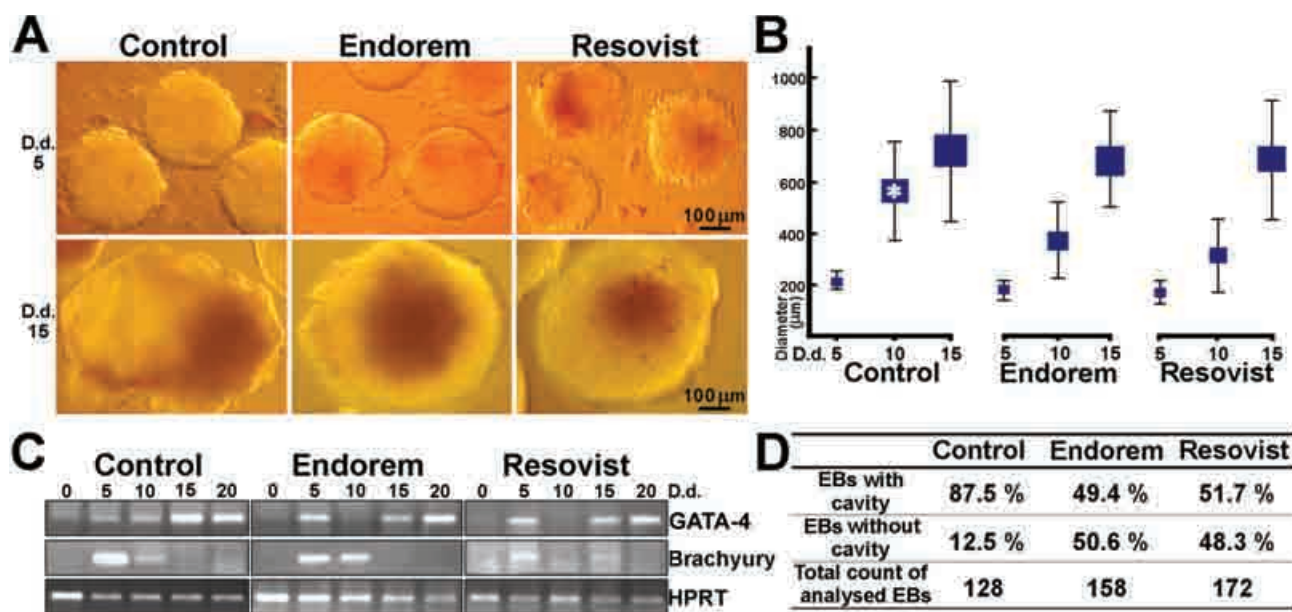 A
Control Endorem Resovist
D.d.
5
100 µm
D.d.
15
100 µm
B
1000
800
600
*
400
200
Diameter
(µm)
D.d. 5 10 15 5 10 15 5 10 15
Control Endorem Resovist
C
Control Endorem Resovist
0 5 10 15 20 0 5 10 15 20 0 5 10 15 20 D.d.
GATA-4
Brachyury
HPRT
D
Control Endorem Resovist
EBs with
cavity 87.5 % 49.4 % 51.7 %
EBs without
cavity 12.5 % 50.6 % 48.3 %
Total count of
analysed EBs 128 158 172